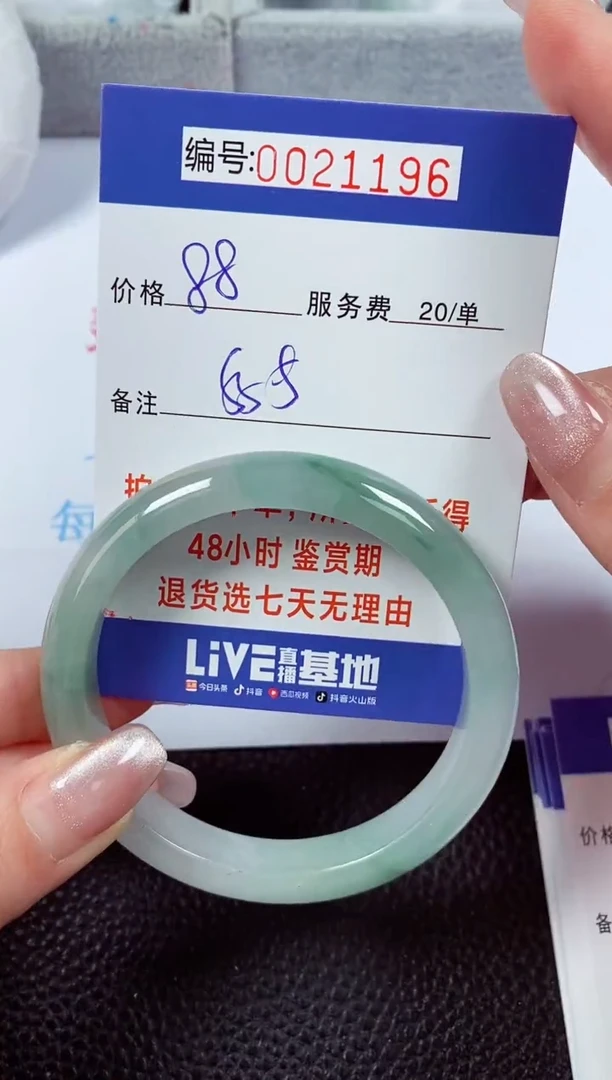 编号:0021196
价格 88 服务费 20/单
备注
48小时 鉴赏期
退货选七天无理由
LiVE直播基地
今日头条 抖音 西瓜视频 抖音火山版
每
价格
备